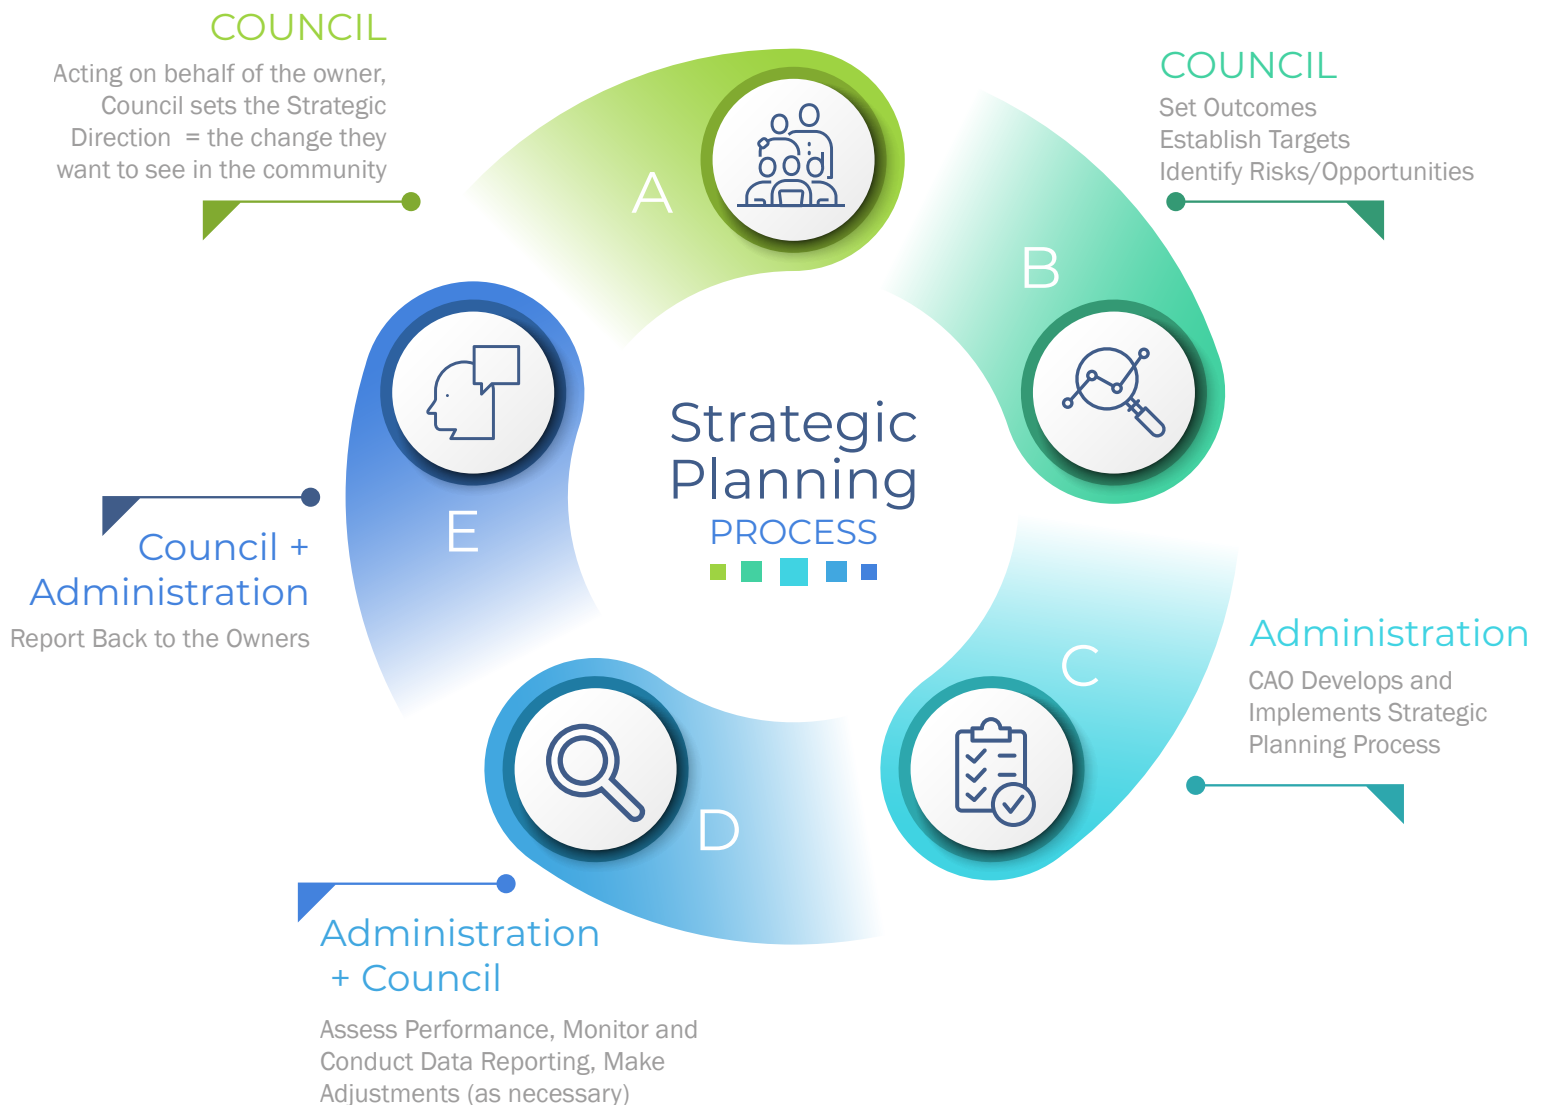 COUNCIL
Acting on behalf of the owner,
Council sets the Strategic
Direction  = the change they
want to see in the community
A
COUNCIL
Set Outcomes
Establish Targets
Identify Risks/Opportunities
B
Strategic
Planning
PROCESS
C
Administration
CAO Develops and
Implements Strategic
Planning Process
D
Administration
+ Council
Assess Performance, Monitor and
Conduct Data Reporting, Make
Adjustments (as necessary)
E
Council +
Administration
Report Back to the Owners